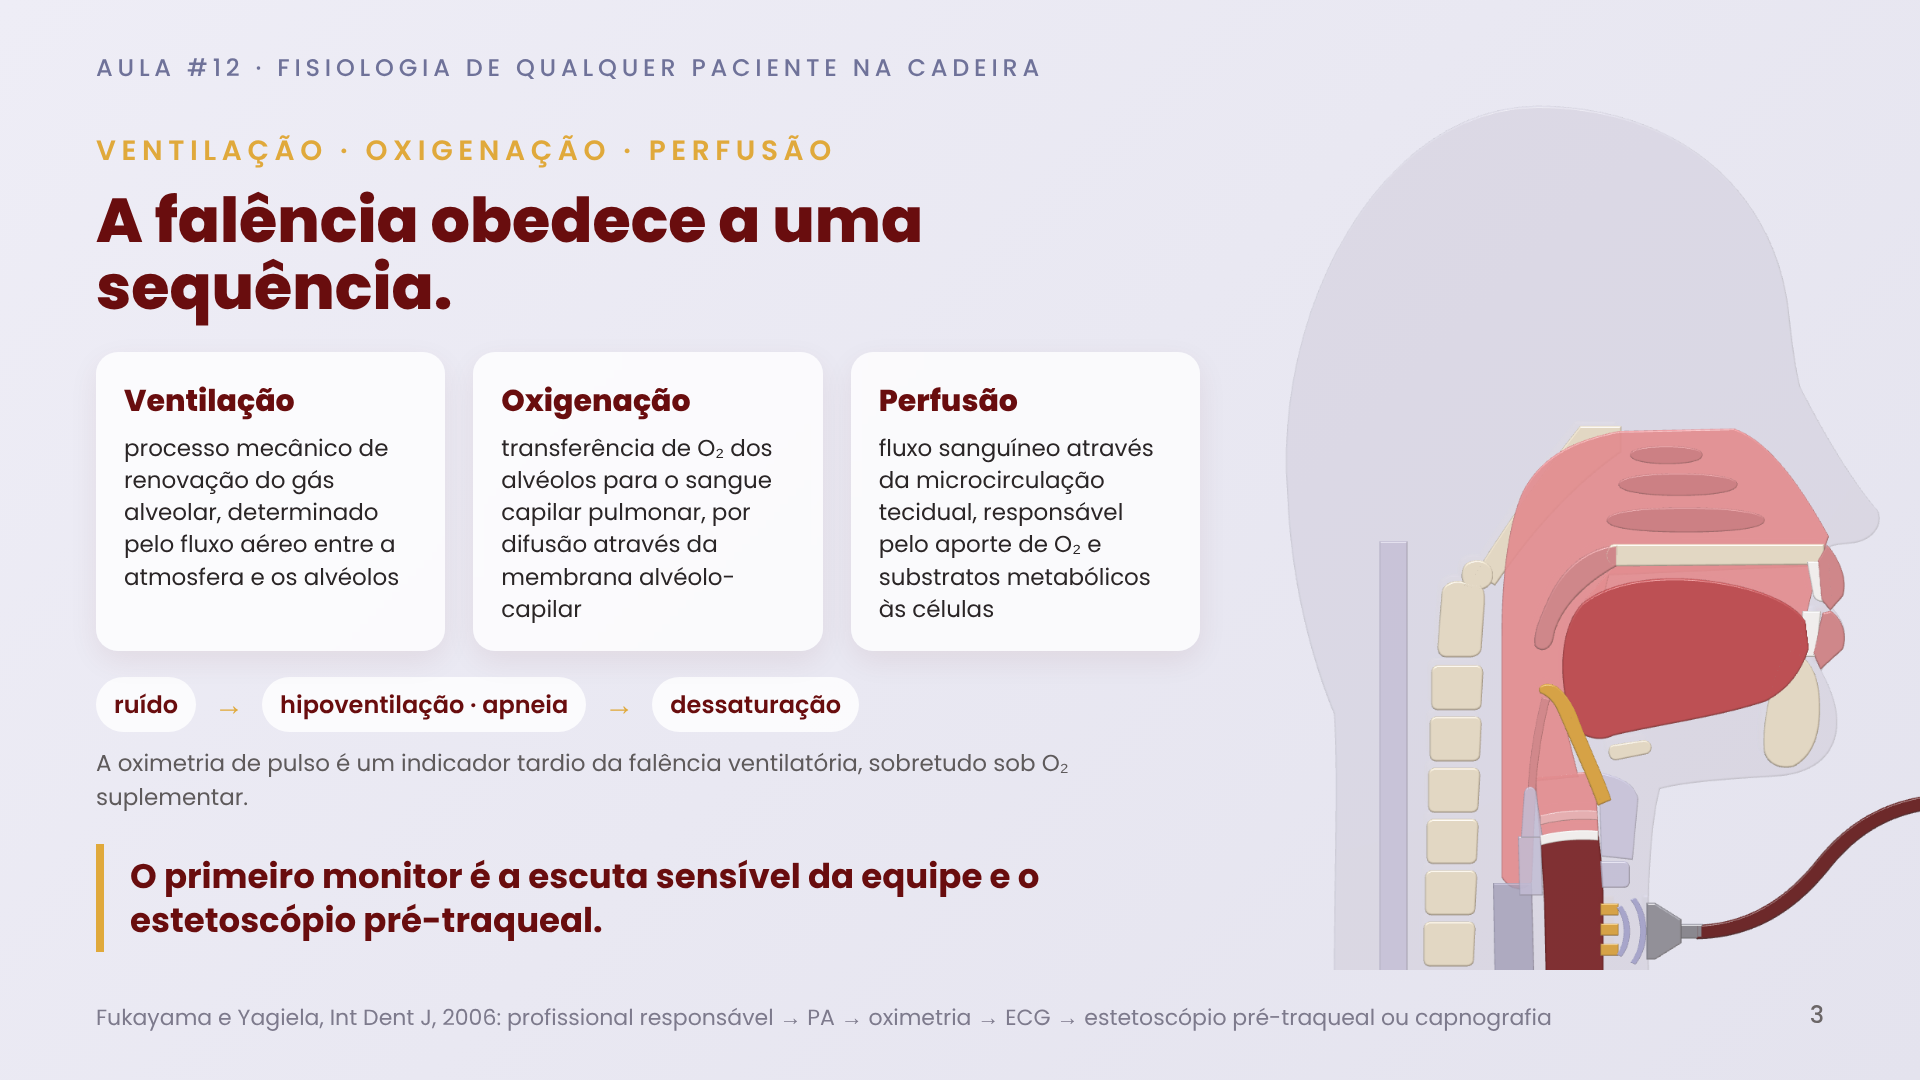 AULA #12 · FISIOLOGIA DE QUALQUER PACIENTE NA CADEIRA
VENTILAÇÃO · OXIGENAÇÃO · PERFUSÃO
A falência obedece a uma
sequência.
Ventilação
processo mecânico de
renovação do gás
alveolar, determinado
pelo fluxo aéreo entre a
atmosfera e os alvéolos
Oxigenação
transferência de O₂ dos
alvéolos para o sangue
capilar pulmonar, por
difusão através da
membrana alvéolo-
capilar
Perfusão
fluxo sanguíneo através
da microcirculação
tecidual, responsável
pelo aporte de O₂ e
substratos metabólicos
às células
ruído → hipoventilação · apneia → dessaturação
A oximetria de pulso é um indicador tardio da falência ventilatória, sobretudo sob O₂
suplementar.
O primeiro monitor é a escuta sensível da equipe e o
estetoscópio pré-traqueal.
Fukayama e Yagiela, Int Dent J, 2006: profissional responsável → PA → oximetria → ECG → estetoscópio pré-traqueal ou capnografia
3